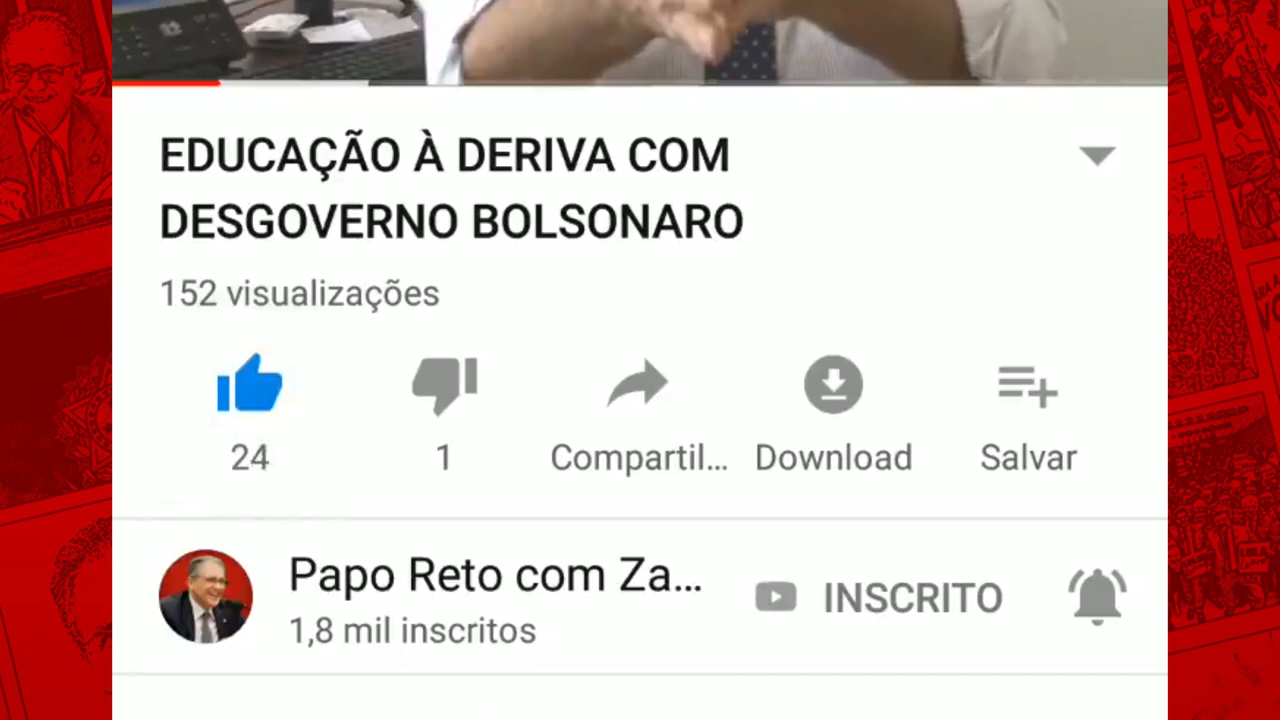 EDUCAÇÃO À DERIVA COM
DESGOVERNO BOLSONARO
152 visualizações
24
1
Compartil...
Download
Salvar
Papo Reto com Za...
INSCRITO
1,8 mil inscritos